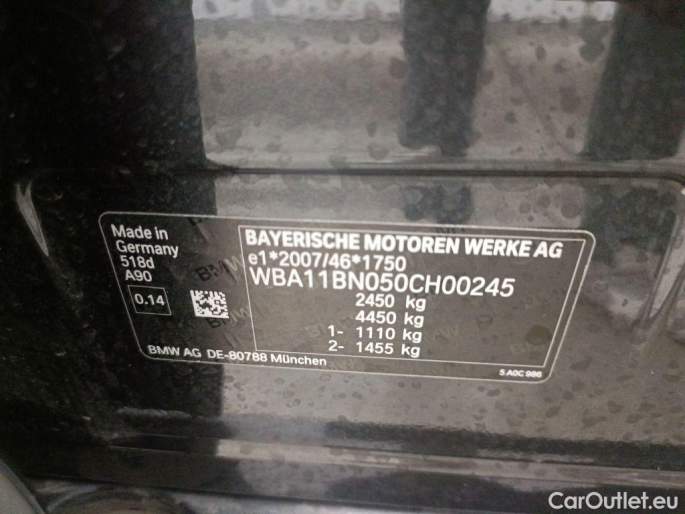 Made in
Germany
518d
A90
0.14
BAYERISCHE MOTOREN WERKE AG
e1*2007/46*1750
WBA11BN050CH00245
2450 kg
4450 kg
1- 1110 kg
2- 1455 kg
BMW AG DE-80788 München
5 A0C 986
CarOutlet.eu